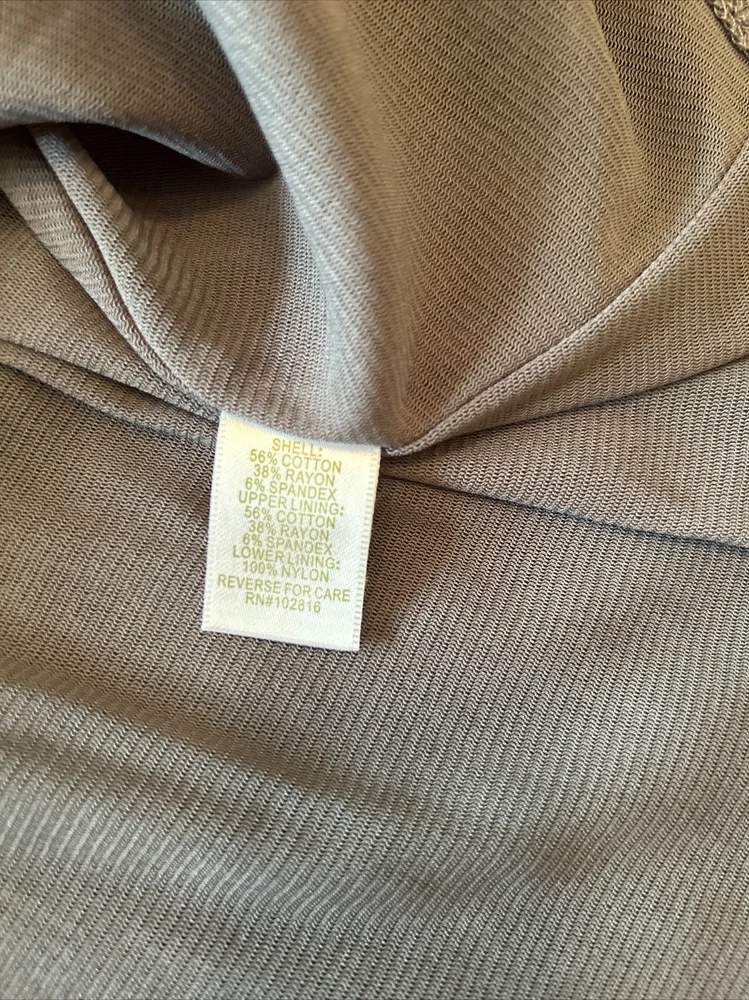 SHELL:
56% COTTON
38% RAYON
6% SPANDEX
UPPER LINING:
56% COTTON
38% RAYON
6% SPANDEX
LOWER LINING:
100% NYLON
REVERSE FOR CARE
RN#102816